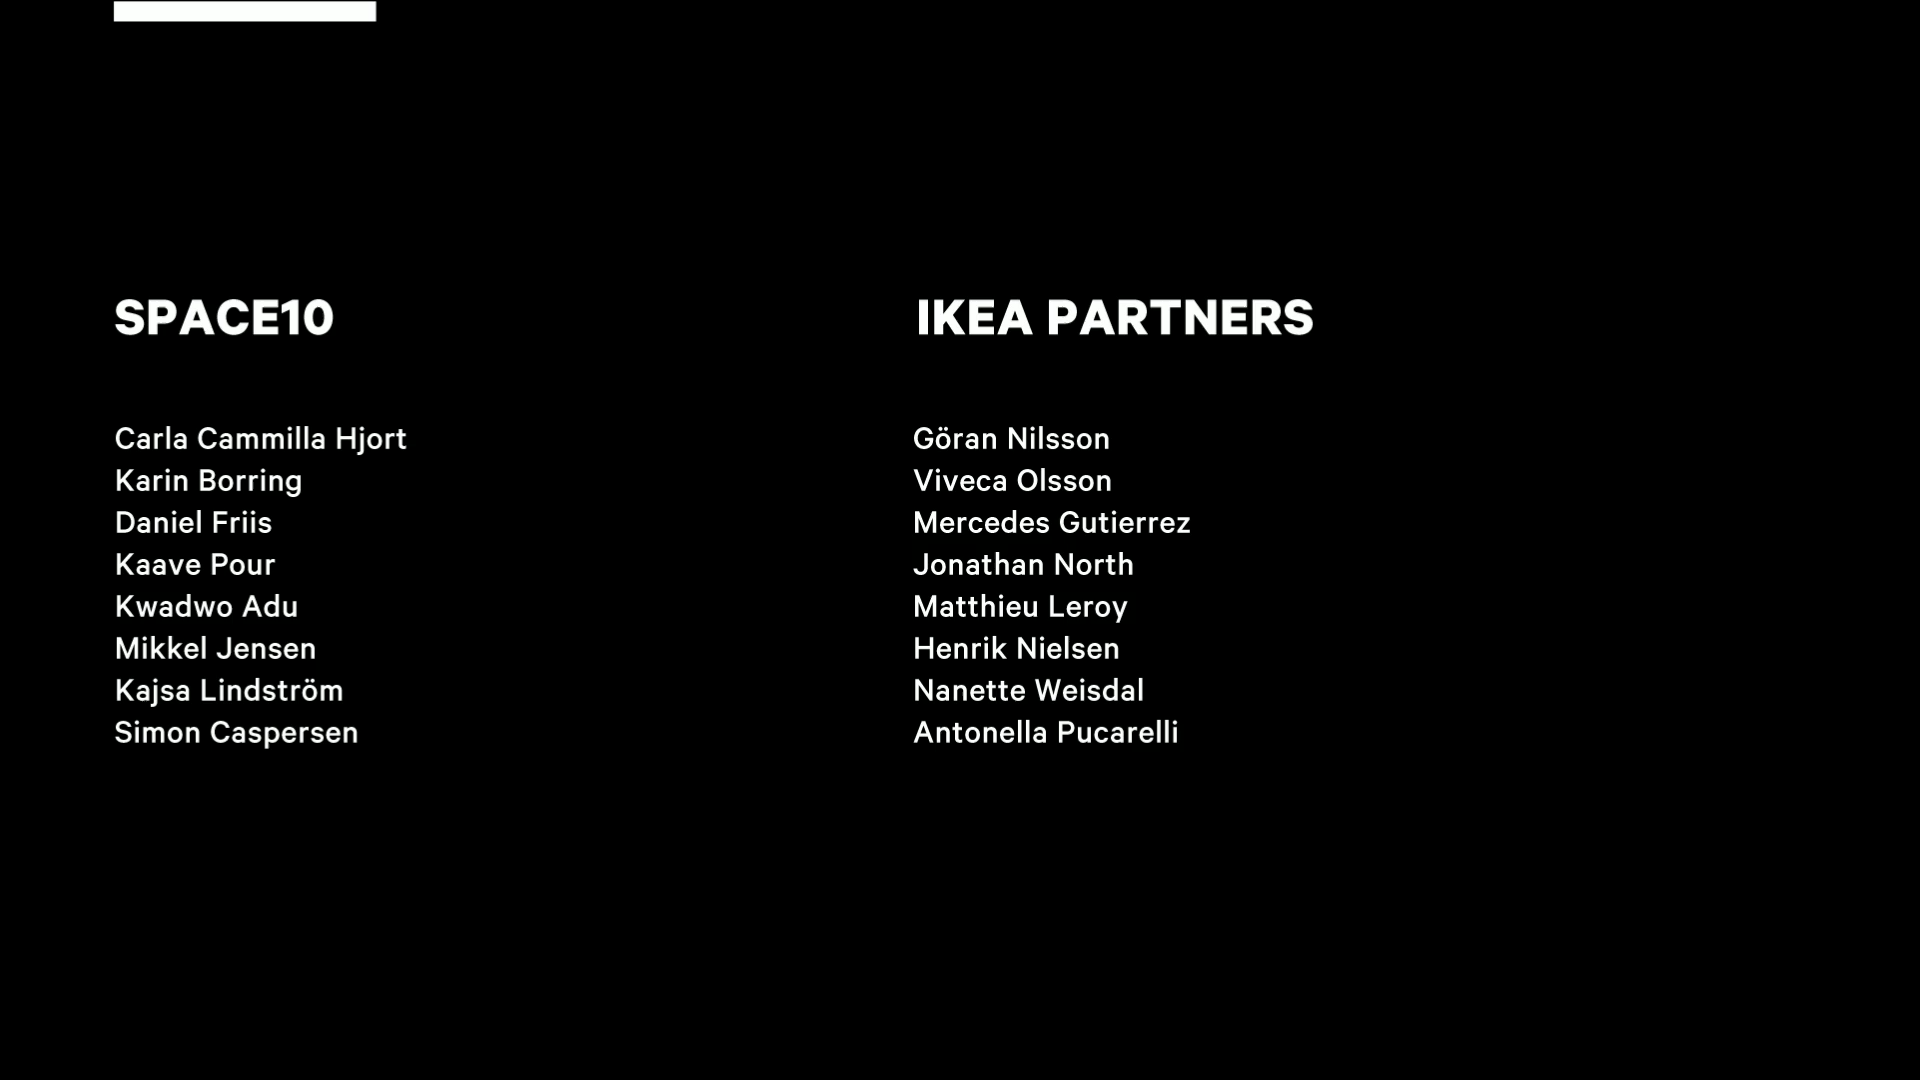 SPACE10
Carla Cammilla Hjort
Karin Borring
Daniel Friis
Kaave Pour
Kwadwo Adu
Mikkel Jensen
Kajsa Lindström
Simon Caspersen
IKEA PARTNERS
Göran Nilsson
Viveca Olsson
Mercedes Gutierrez
Jonathan North
Matthieu Leroy
Henrik Nielsen
Nanette Weisdal
Antonella Pucarelli